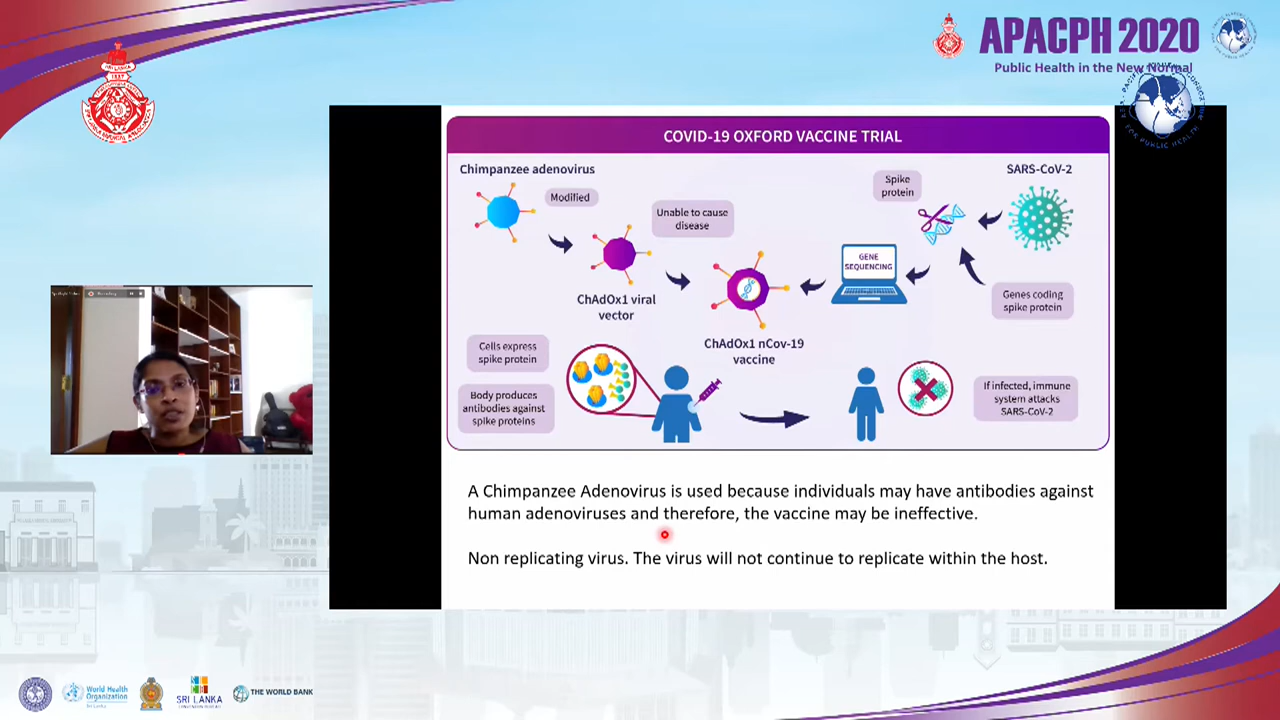 APACPH 2020
Public Health in the New Normal
SRI LANKA
1887
COVID-19 OXFORD VACCINE TRIAL
Chimpanzee adenovirus
Modified
Unable to cause
disease
ChAdOx1 viral
vector
Spike
protein
SARS-CoV-2
GENE
SEQUENCING
Genes coding
spike protein
ChAdOx1 nCov-19
vaccine
Cells express
spike protein
Body produces
antibodies against
spike proteins
If infected, immune
system attacks
SARS-CoV-2
A Chimpanzee Adenovirus is used because individuals may have antibodies against
human adenoviruses and therefore, the vaccine may be ineffective.
Non replicating virus. The virus will not continue to replicate within the host.
World Health
Organization
Sri Lanka
SRI LANKA
THE WORLD BANK